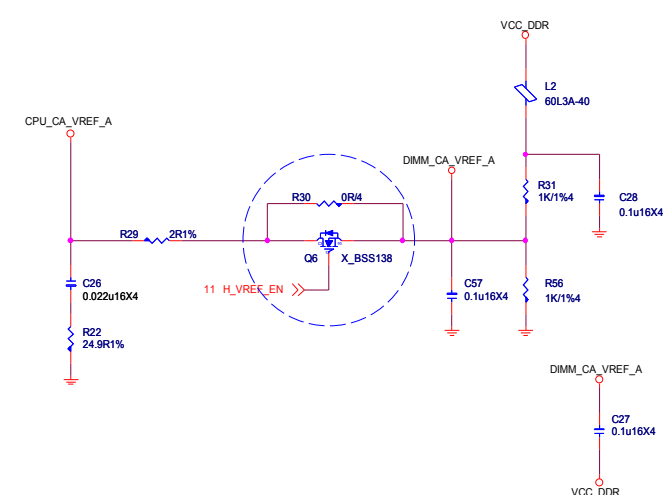 VCC_DDR
L2
60L3A-40
CPU_CA_VREF_A
DIMM_CA_VREF_A
R30 0R/4
R31
1K/1%4
C28
0.1u16X4
R29 2R1%
Q6 X_BSS138
C26
0.022u16X4
11 H_VREF_EN
C57
0.1u16X4
R56
1K/1%4
R22
24.9R1%
DIMM_CA_VREF_A
C27
0.1u16X4
VCC_DDR